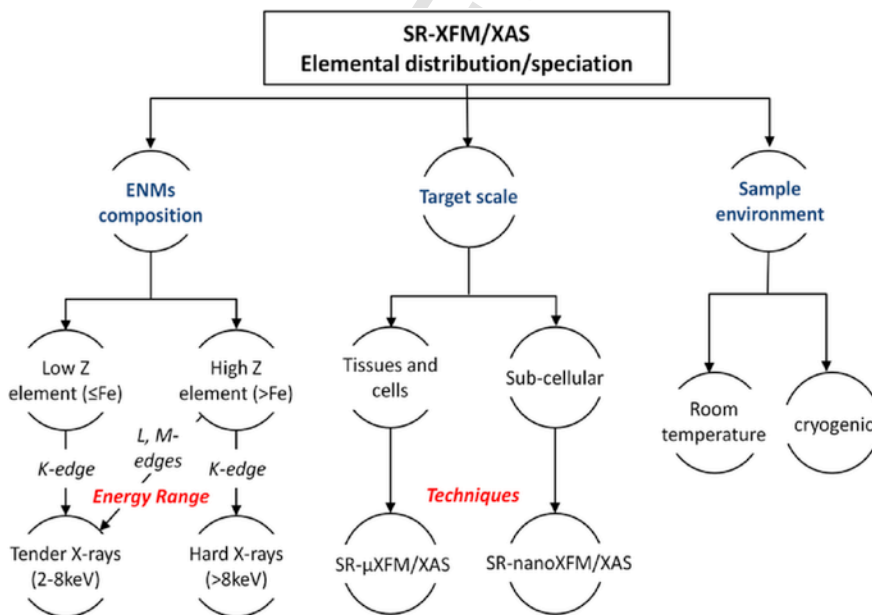 SR-XFM/XAS
Elemental distribution/speciation
ENMs
composition
Target scale
Sample
environment
Low Z
element (≤Fe)
High Z
element (>Fe)
Tissues and
cells
Sub-cellular
Room
temperature
cryogenic
L, M-
edges
K-edge
K-edge
Energy Range
Techniques
Tender X-rays
(2-8keV)
Hard X-rays
(>8keV)
SR-µXFM/XAS
SR-nanoXFM/XAS